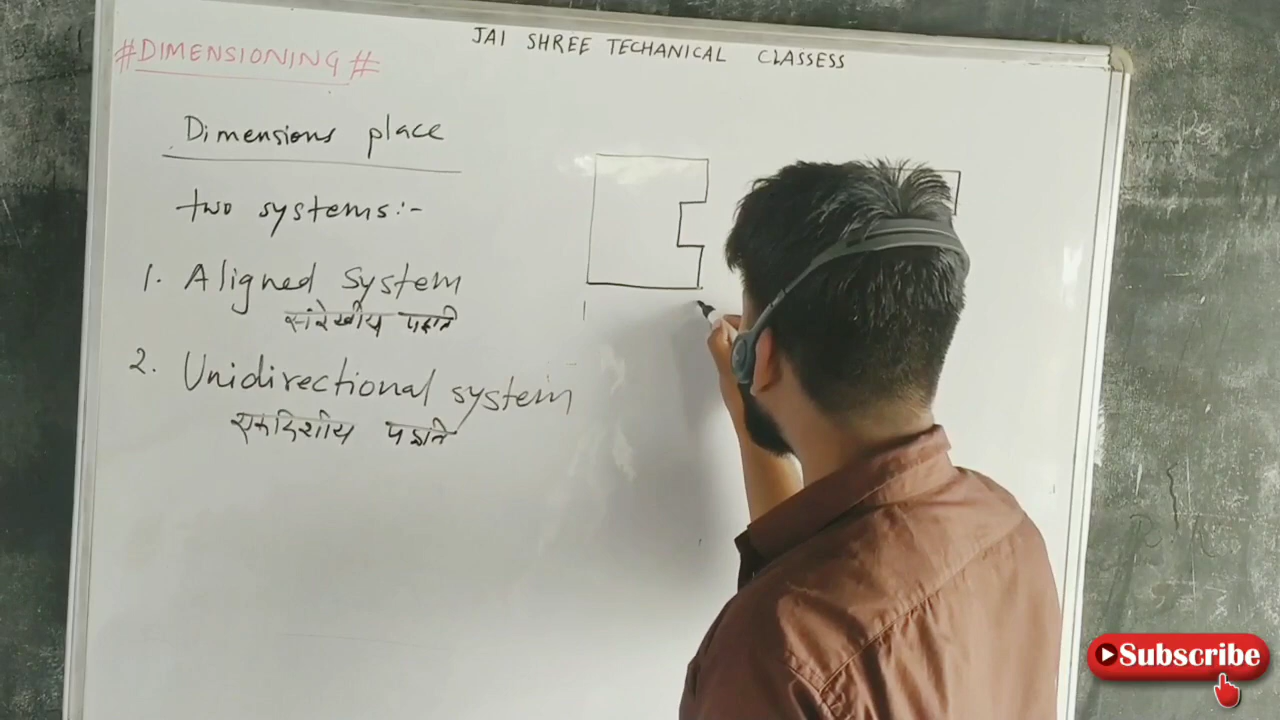 JAI SHREE TECHANICAL CLASSESS
#DIMENSIONING#
Dimensions place
two systems:-
1. Aligned System
सांरेखीय पद्धति
2. Unidirectional system
एकदिशीय पद्धति
Subscribe